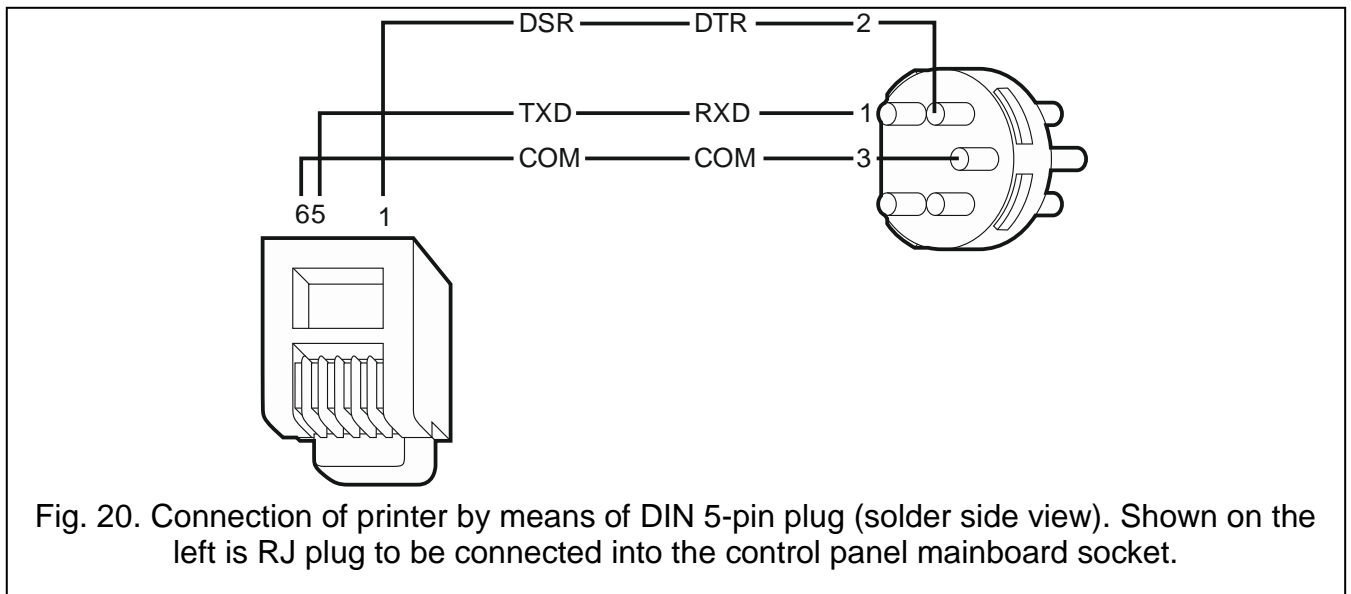 DSR DTR 2
TXD RXD 1
COM COM 3
65 1
Fig. 20. Connection of printer by means of DIN 5-pin plug (solder side view). Shown on the
left is RJ plug to be connected into the control panel mainboard socket.